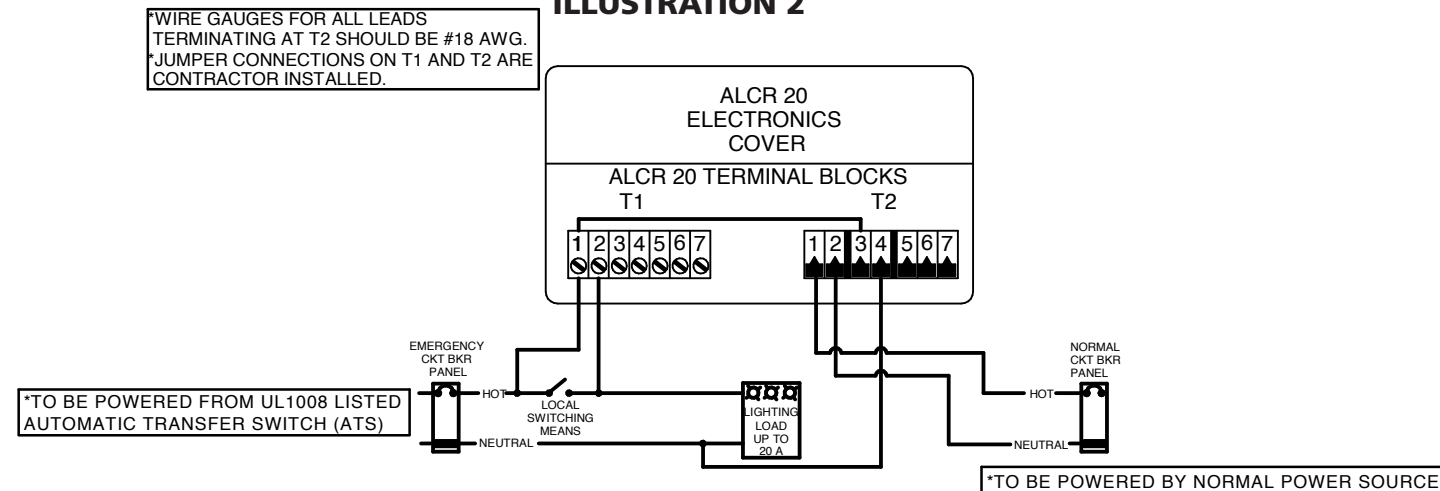 ILLUSTRATION 2
*WIRE GAUGES FOR ALL LEADS
TERMINATING AT T2 SHOULD BE #18 AWG.
*JUMPER CONNECTIONS ON T1 AND T2 ARE
CONTRACTOR INSTALLED.
ALCR 20
ELECTRONICS
COVER
ALCR 20 TERMINAL BLOCKS
T1 T2
1 2 3 4 5 6 7 1 2 3 4 5 6 7
EMERGENCY
CKT BKR
PANEL
NORMAL
CKT BKR
PANEL
*TO BE POWERED FROM UL1008 LISTED
AUTOMATIC TRANSFER SWITCH (ATS)
HOT
LOCAL
SWITCHING
MEANS
NEUTRAL
LIGHTING
LOAD
UP TO
20 A
HOT
NEUTRAL
*TO BE POWERED BY NORMAL POWER SOURCE